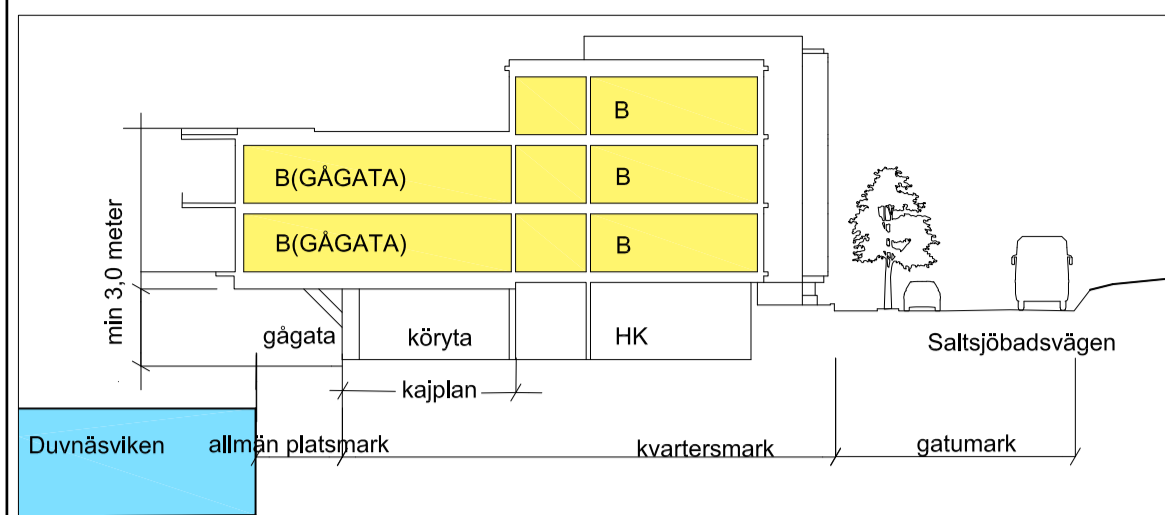 B
B(GÅGATA)
B
B(GÅGATA)
B
min 3,0 meter
gågata
köryta
HK
Saltsjöbadsvägen
kajplan
Duvnäsviken
allmän platsmark
kvartersmark
gatumark